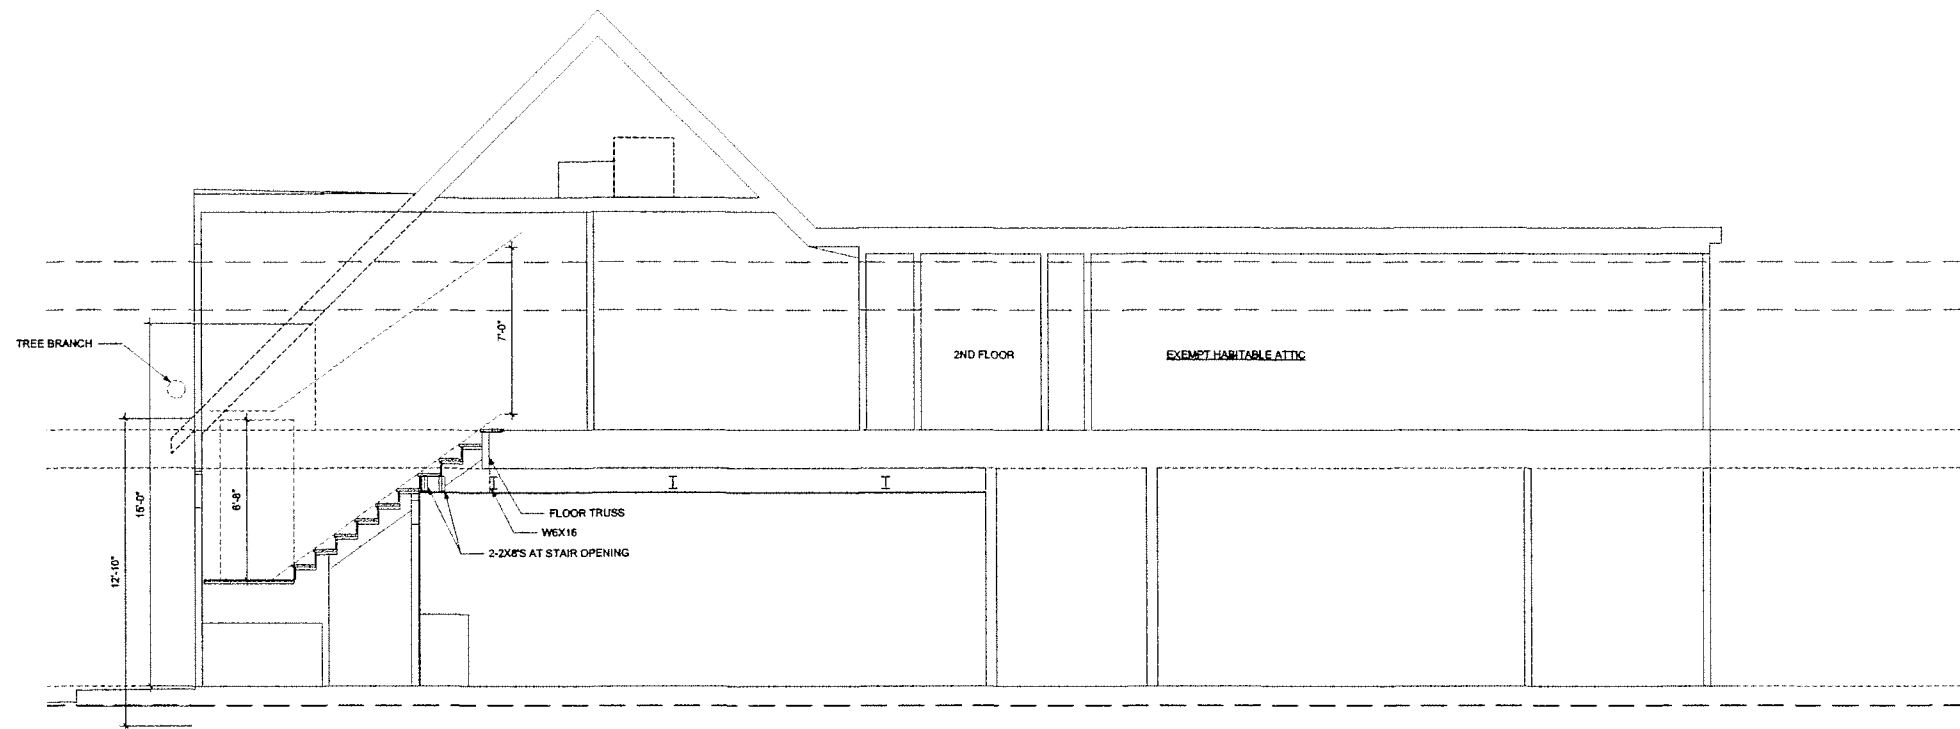 7'-0"
TREE BRANCH
2ND FLOOR
EXEMPT HABITABLE ATTIC
15'-0"
6'-8"
FLOOR TRUSS
W6X16
2-2X8'S AT STAIR OPENING
12'-10"